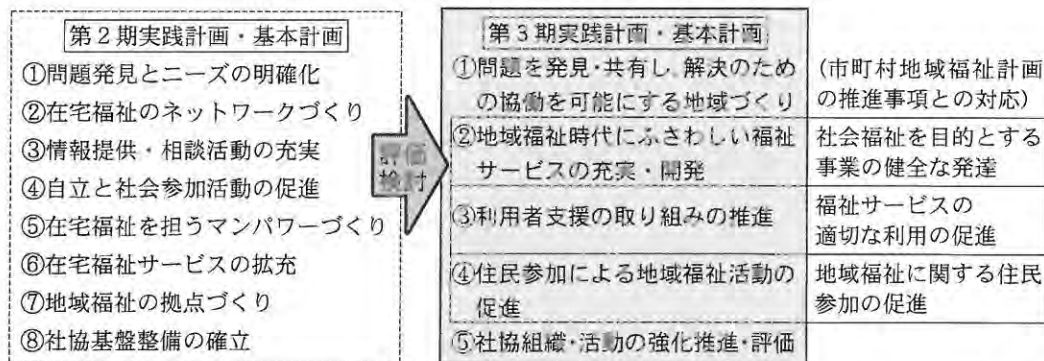 第2期実践計画・基本計画
①問題発見とニーズの明確化
②在宅福祉のネットワークづくり
③情報提供・相談活動の充実
④自立と社会参加活動の促進
⑤在宅福祉を担うマンパワーづくり
⑥在宅福祉サービスの拡充
⑦地域福祉の拠点づくり
⑧社協基盤整備の確立
評価
検討
第3期実践計画・基本計画
①問題を発見・共有し、解決のため
の協働を可能にする地域づくり
②地域福祉時代にふさわしい福祉
サービスの充実・開発
③利用者支援の取り組みの推進
④住民参加による地域福祉活動の
促進
⑤社協組織・活動の強化推進・評価
(市町村地域福祉計画
の推進事項との対応)
社会福祉を目的とする
事業の健全な発達
福祉サービスの
適切な利用の促進
地域福祉に関する住民
参加の促進